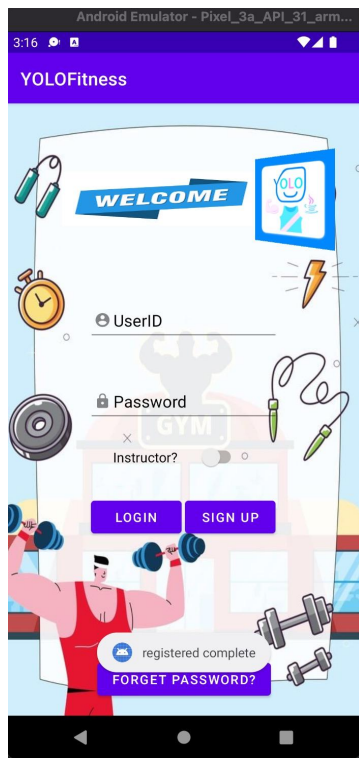 Android Emulator - Pixel_3a_API_31_arm...
3:16
YOLOFitness
WELCOME
YOLO
UserID
Password
GYM
Instructor?
LOGIN
SIGN UP
registered complete
FORGET PASSWORD?